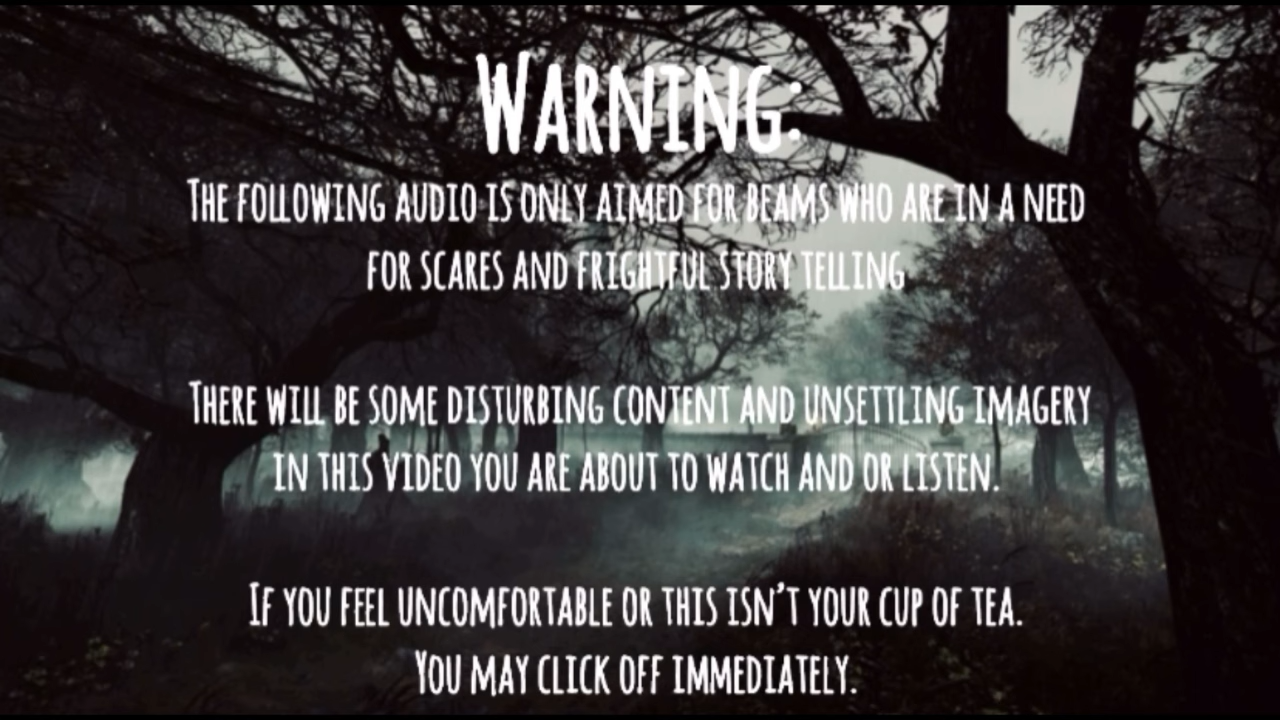 Warning:
The following audio is only aimed for beams who are in a need
for scares and frightful story telling
There will be some disturbing content and unsettling imagery
in this video you are about to watch and or listen.
If you feel uncomfortable or this isn't your cup of tea.
You may click off immediately.